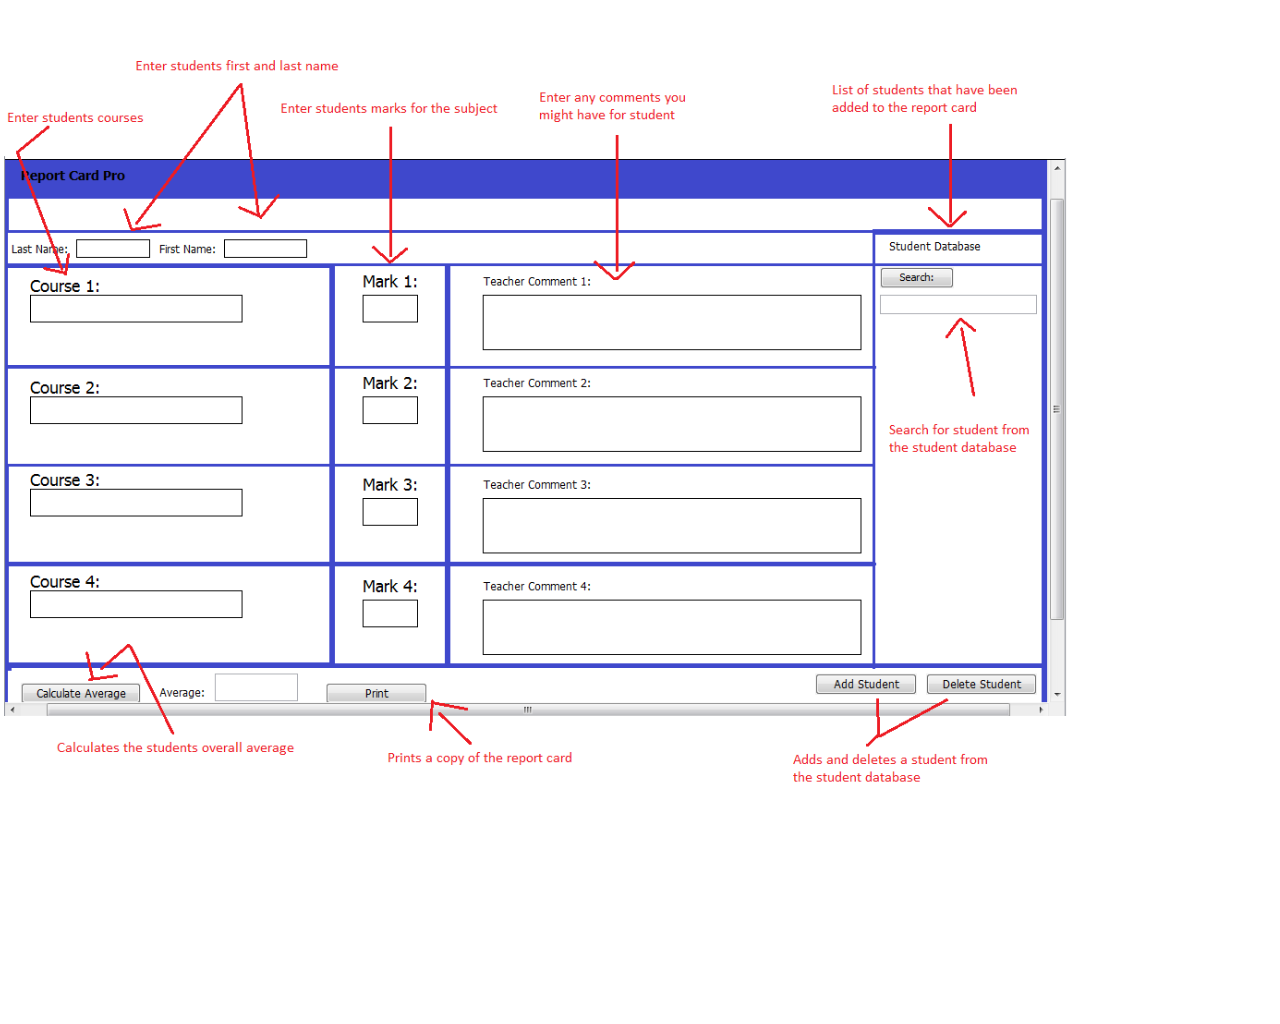 Enter students first and last name
List of students that have been
added to the report card
Enter any comments you
might have for student
Enter students marks for the subject
Enter students courses
Report Card Pro
Last Name:
First Name:
Student Database
Course 1:
Mark 1:
Teacher Comment 1:
Search:
Course 2:
Mark 2:
Teacher Comment 2:
Search for student from
the student database
Course 3:
Mark 3:
Teacher Comment 3:
Course 4:
Mark 4:
Teacher Comment 4:
Calculate Average
Average:
Print
Add Student
Delete Student
Calculates the students overall average
Prints a copy of the report card
Adds and deletes a student from
the student database